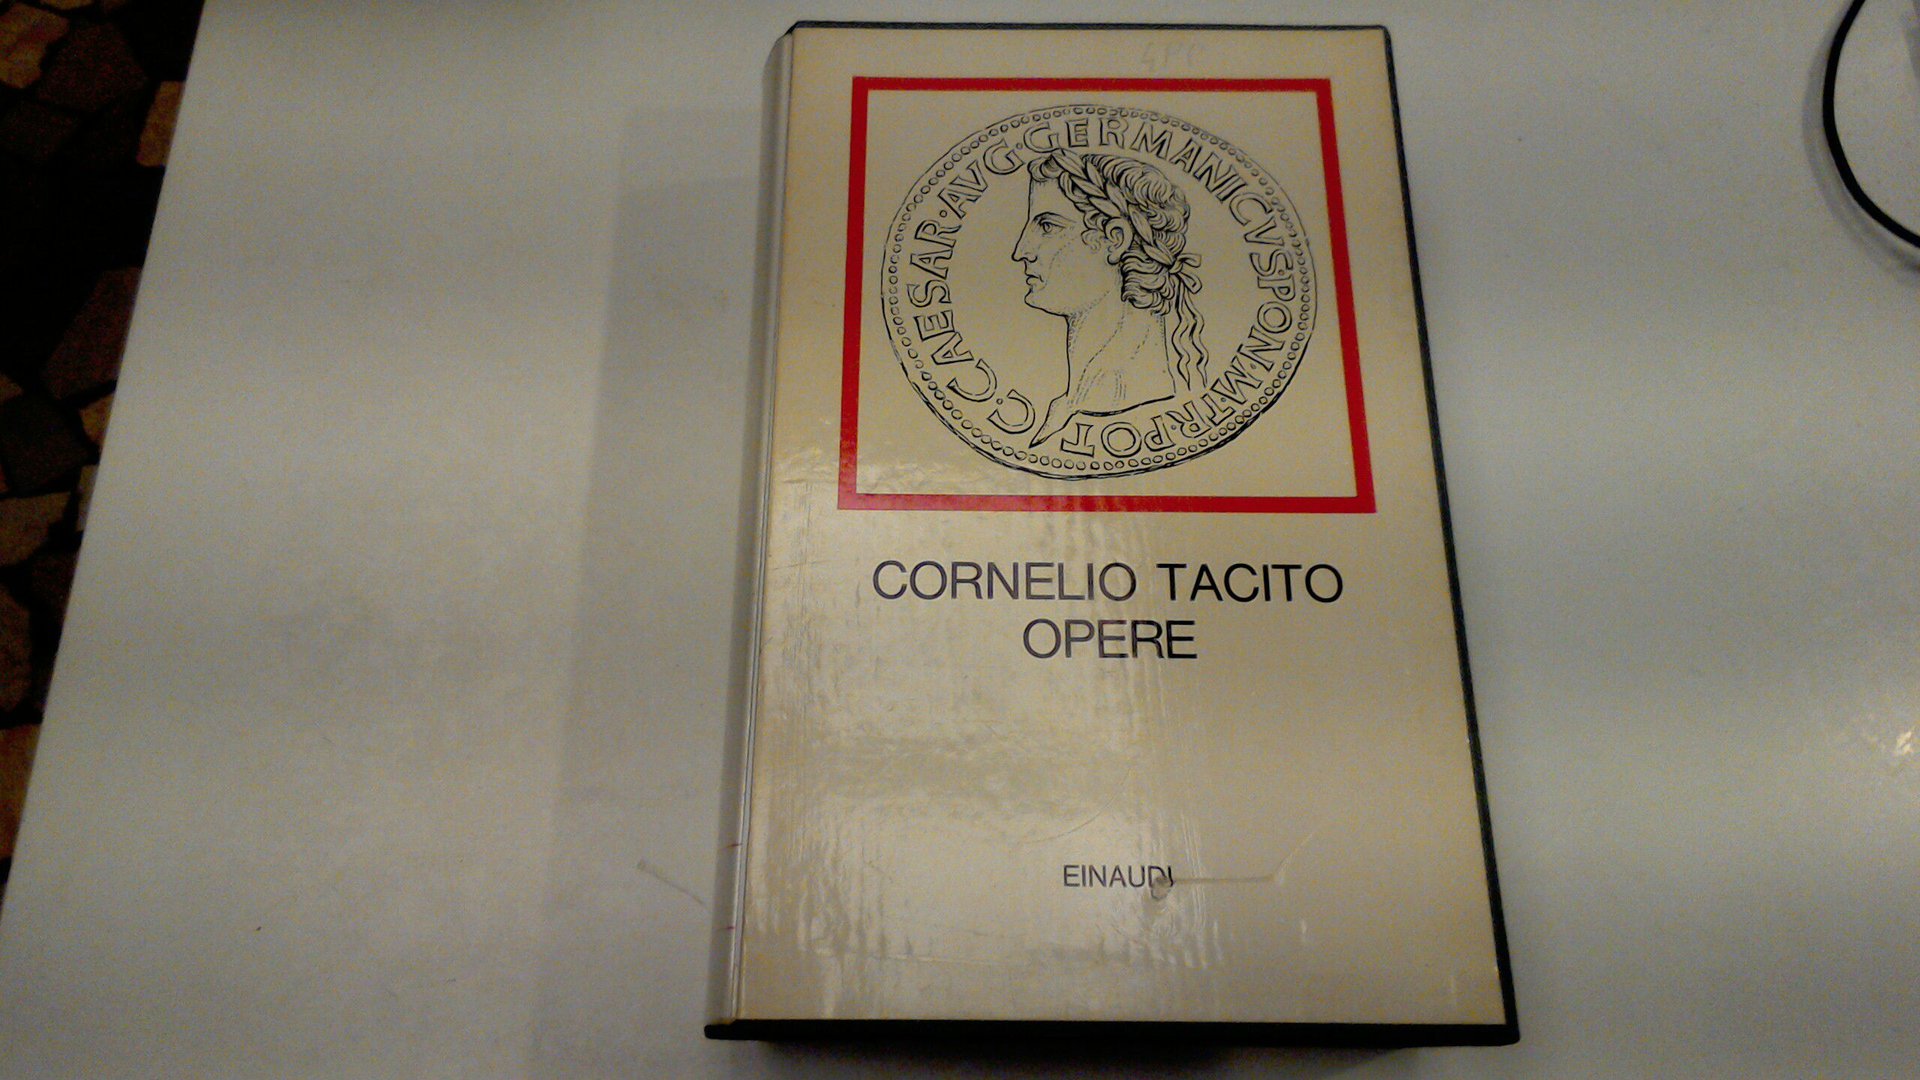 C·CAESAR·AVG·GERMANICVS·PON·M·TR·POT
CORNELIO TACITO
OPERE
EINAUDI